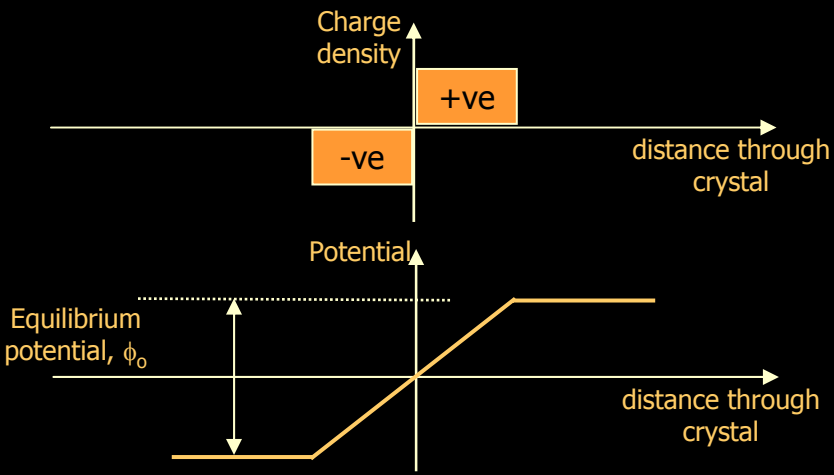 Charge
density
+ve
-ve
distance through
crystal
Potential
Equilibrium
potential, ϕo
distance through
crystal